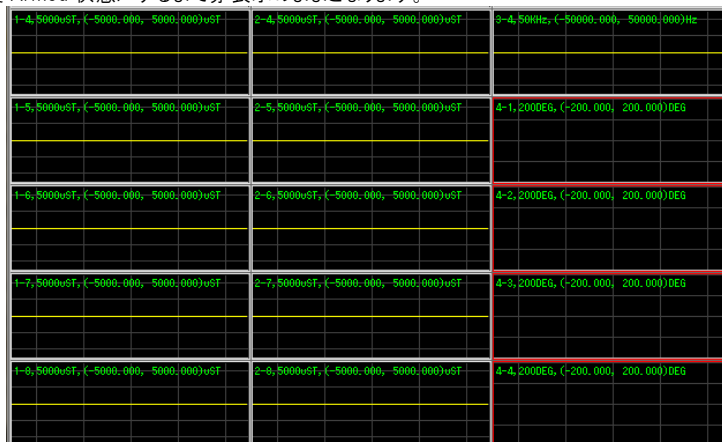 1-4,5000uST,(-5000.000, 5000.000)uST
2-4,5000uST,(-5000.000, 5000.000)uST
3-4,50KHz,(-50000.000, 50000.000)Hz
1-5,5000uST,(-5000.000, 5000.000)uST
2-5,5000uST,(-5000.000, 5000.000)uST
4-1,200DEG,(-200.000, 200.000)DEG
1-6,5000uST,(-5000.000, 5000.000)uST
2-6,5000uST,(-5000.000, 5000.000)uST
4-2,200DEG,(-200.000, 200.000)DEG
1-7,5000uST,(-5000.000, 5000.000)uST
2-7,5000uST,(-5000.000, 5000.000)uST
4-3,200DEG,(-200.000, 200.000)DEG
1-8,5000uST,(-5000.000, 5000.000)uST
2-8,5000uST,(-5000.000, 5000.000)uST
4-4,200DEG,(-200.000, 200.000)DEG